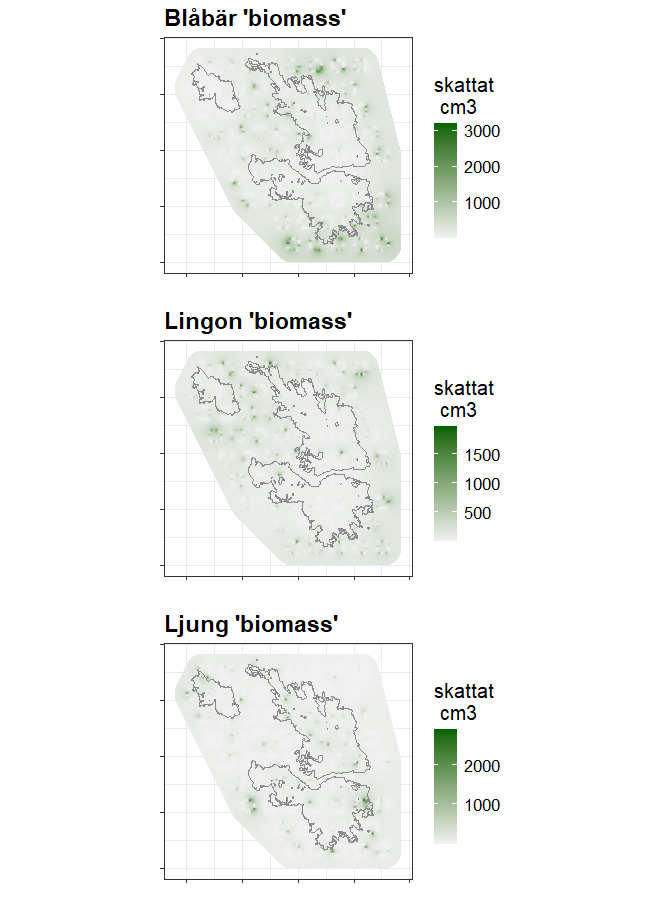 Blåbär 'biomass'
skattat
cm3
3000
2000
1000
Lingon 'biomass'
skattat
cm3
1500
1000
500
Ljung 'biomass'
skattat
cm3
2000
1000